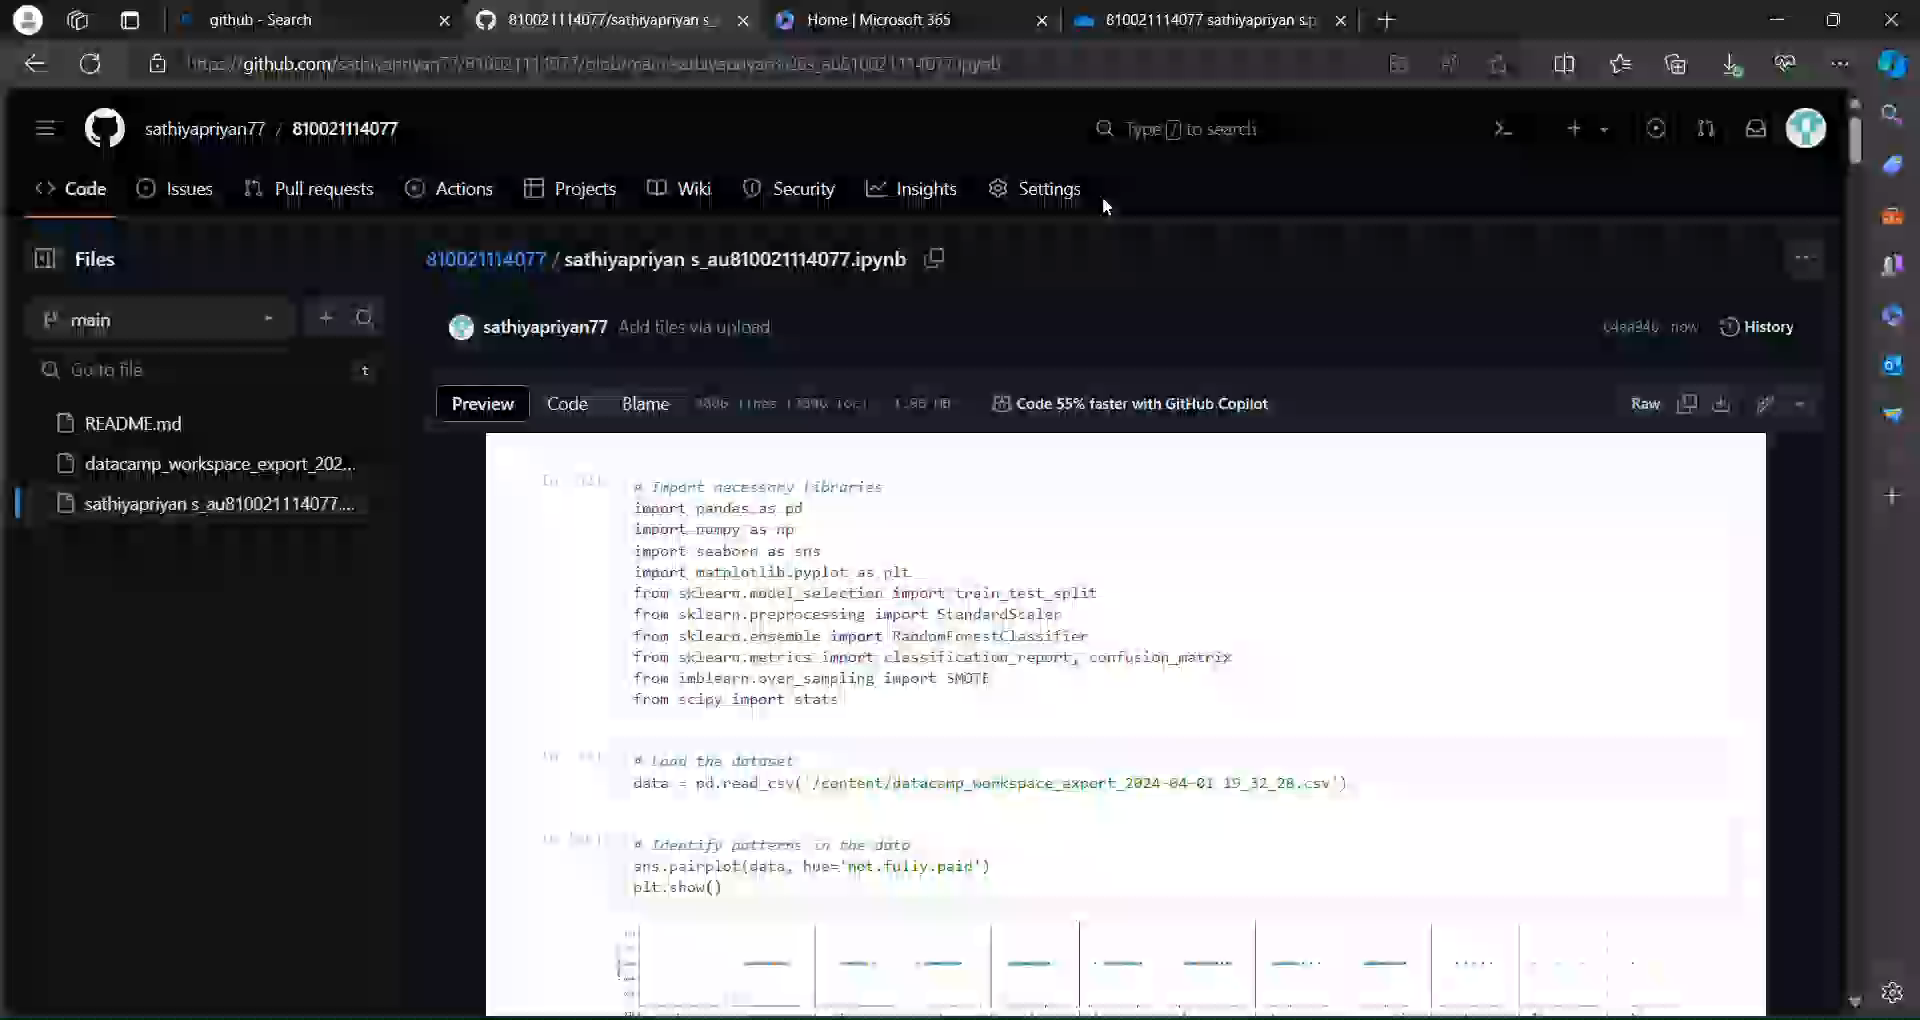 github - Search
810021114077/sathiyapriyan s_
Home | Microsoft 365
810021114077 sathiyapriyan s.p
github.com/
sathiyapriyan77 / 810021114077
Type / to search
Code
Issues
Pull requests
Actions
Projects
Wiki
Security
Insights
Settings
Files
810021114077 / sathiyapriyan s_au810021114077.ipynb
main
sathiyapriyan77 Add files via upload
now
History
Go to file
t
Preview
Code
Blame
Code 55% faster with GitHub Copilot
Raw
README.md
datacamp_workspace_export_202...
sathiyapriyan s_au810021114077....
# Import necessary libraries
import pandas as pd
import numpy as np
import seaborn as sns
import matplotlib.pyplot as plt
from sklearn.model_selection import train_test_split
from sklearn.preprocessing import StandardScaler
from sklearn.ensemble import RandomForestClassifier
from sklearn.metrics import classification_report, confusion_matrix
from imblearn.over_sampling import SMOTE
from scipy import stats
# Load the dataset
data = pd.read_csv('/content/datacamp_workspace_export_2024-04-01 19_32_28.csv')
# Identify patterns in the data
sns.pairplot(data, hue='not.fully.paid')
plt.show()